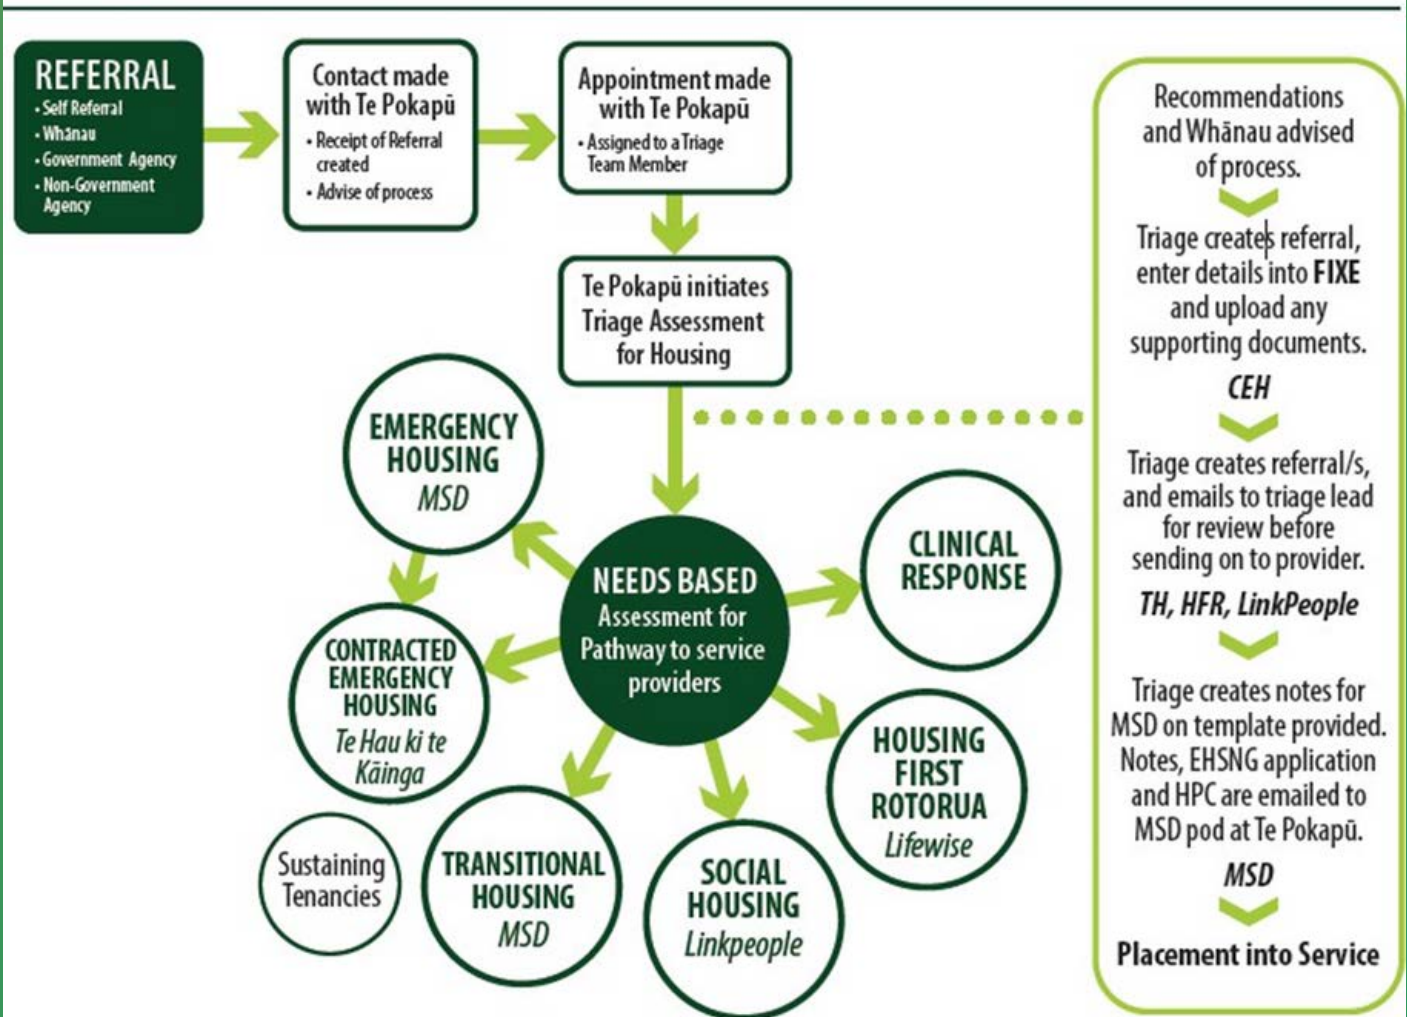 REFERRAL
• Self Referral
• Whānau
• Government Agency
• Non-Government
Agency
Contact made
with Te Pokapū
• Receipt of Referral
created
• Advise of process
Appointment made
with Te Pokapū
• Assigned to a Triage
Team Member
Te Pokapū initiates
Triage Assessment
for Housing
EMERGENCY
HOUSING
MSD
NEEDS BASED
Assessment for
Pathway to service
providers
CLINICAL
RESPONSE
CONTRACTED
EMERGENCY
HOUSING
Te Hau ki te
Kāinga
HOUSING
FIRST
ROTORUA
Lifewise
Sustaining
Tenancies
TRANSITIONAL
HOUSING
MSD
SOCIAL
HOUSING
Linkpeople
Recommendations
and Whānau advised
of process.
Triage creates referral,
enter details into FIXE
and upload any
supporting documents.
CEH
Triage creates referral/s,
and emails to triage lead
for review before
sending on to provider.
TH, HFR, LinkPeople
Triage creates notes for
MSD on template provided.
Notes, EHSNG application
and HPC are emailed to
MSD pod at Te Pokapū.
MSD
Placement into Service